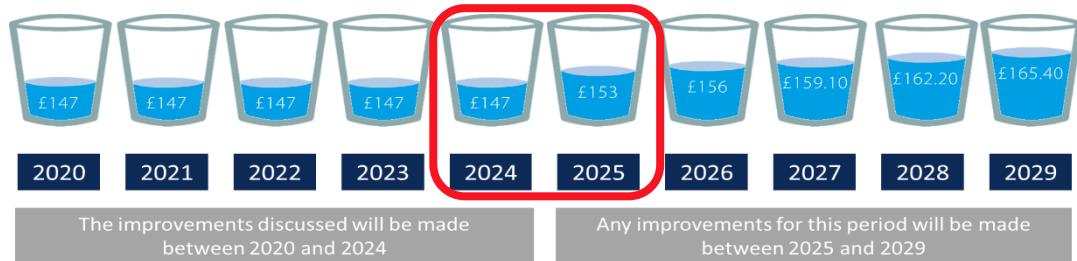 £147 £147 £147 £147 £147 £153 £156 £159.10 £162.20 £165.40
2020 2021 2022 2023 2024 2025 2026 2027 2028 2029
The improvements discussed will be made
between 2020 and 2024
Any improvements for this period will be made
between 2025 and 2029